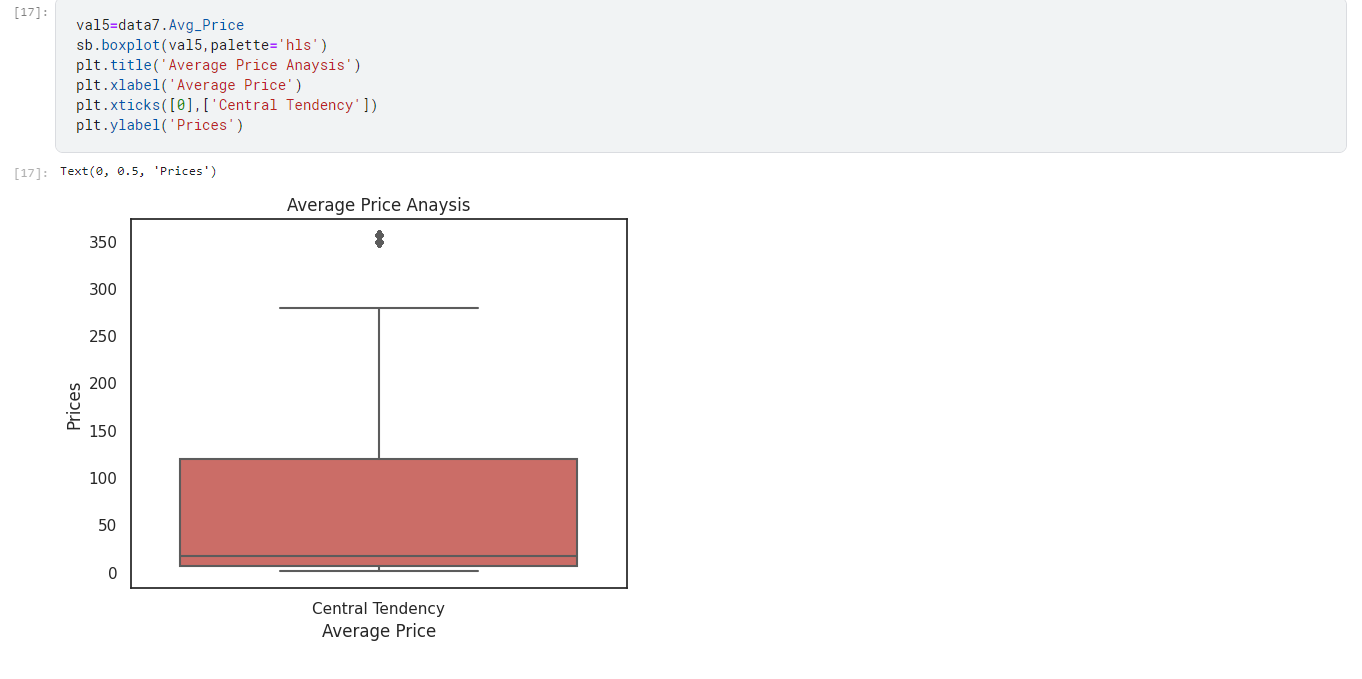 [17]:
val5=data7.Avg_Price
sb.boxplot(val5,palette='hls')
plt.title('Average Price Anaysis')
plt.xlabel('Average Price')
plt.xticks([0],['Central Tendency'])
plt.ylabel('Prices')
[17]:
Text(0, 0.5, 'Prices')
Average Price Anaysis
350
300
250
200
150
100
50
0
Prices
Central Tendency
Average Price